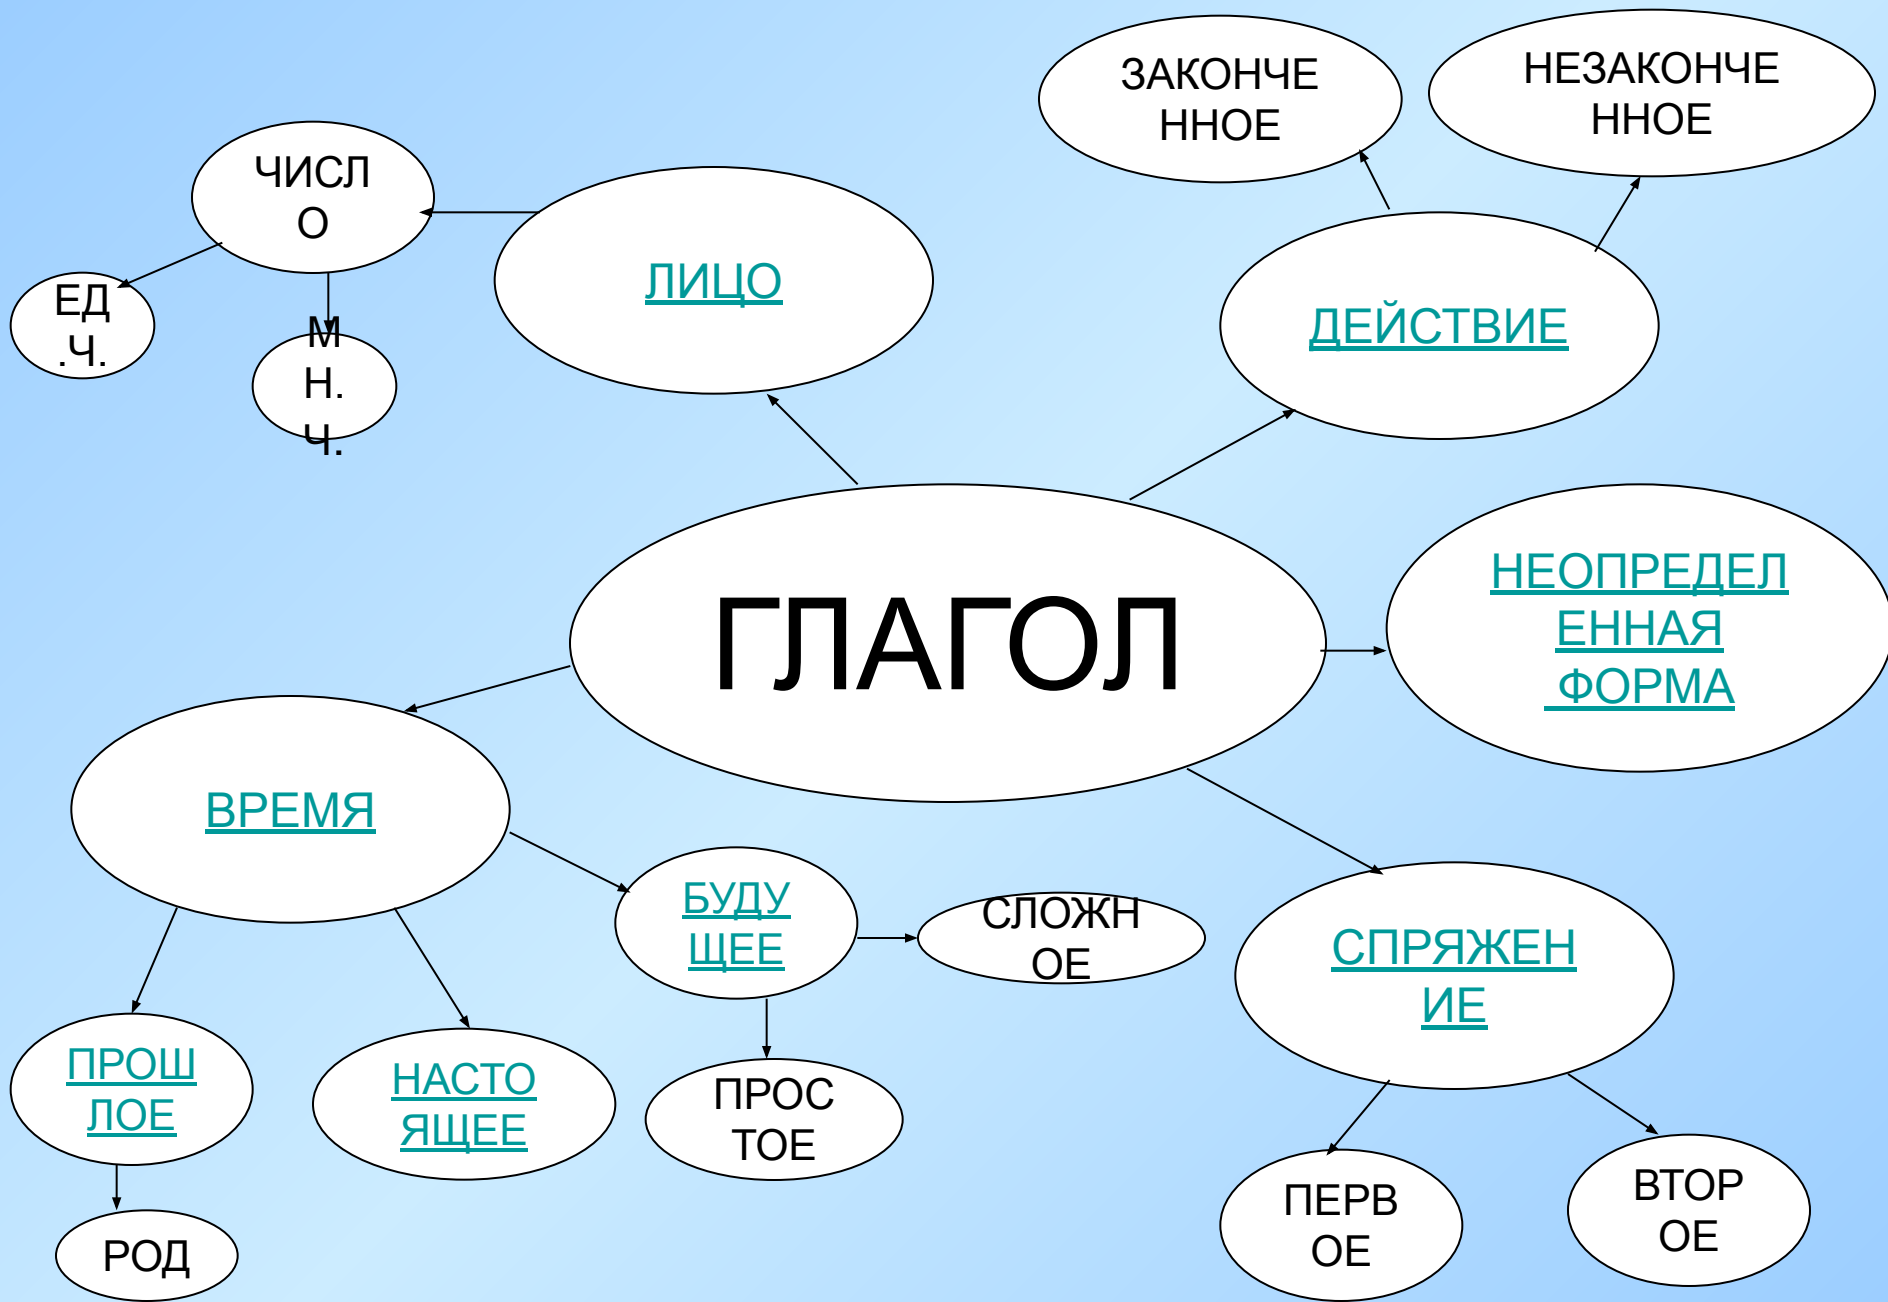 ЗАКОНЧЕ
ННОЕ
НЕЗАКОНЧЕ
ННОЕ
ЧИСЛ
О
ЛИЦО
ДЕЙСТВИЕ
ЕД
.Ч.
М
Н.
Ч.
ГЛАГОЛ
НЕОПРЕДЕЛ
ЕННАЯ
ФОРМА
ВРЕМЯ
БУДУ
ЩЕЕ
СЛОЖН
ОЕ
СПРЯЖЕН
ИЕ
ПРОШ
ЛОЕ
НАСТО
ЯЩЕЕ
ПРОС
ТОЕ
ПЕРВ
ОЕ
ВТОР
ОЕ
РОД